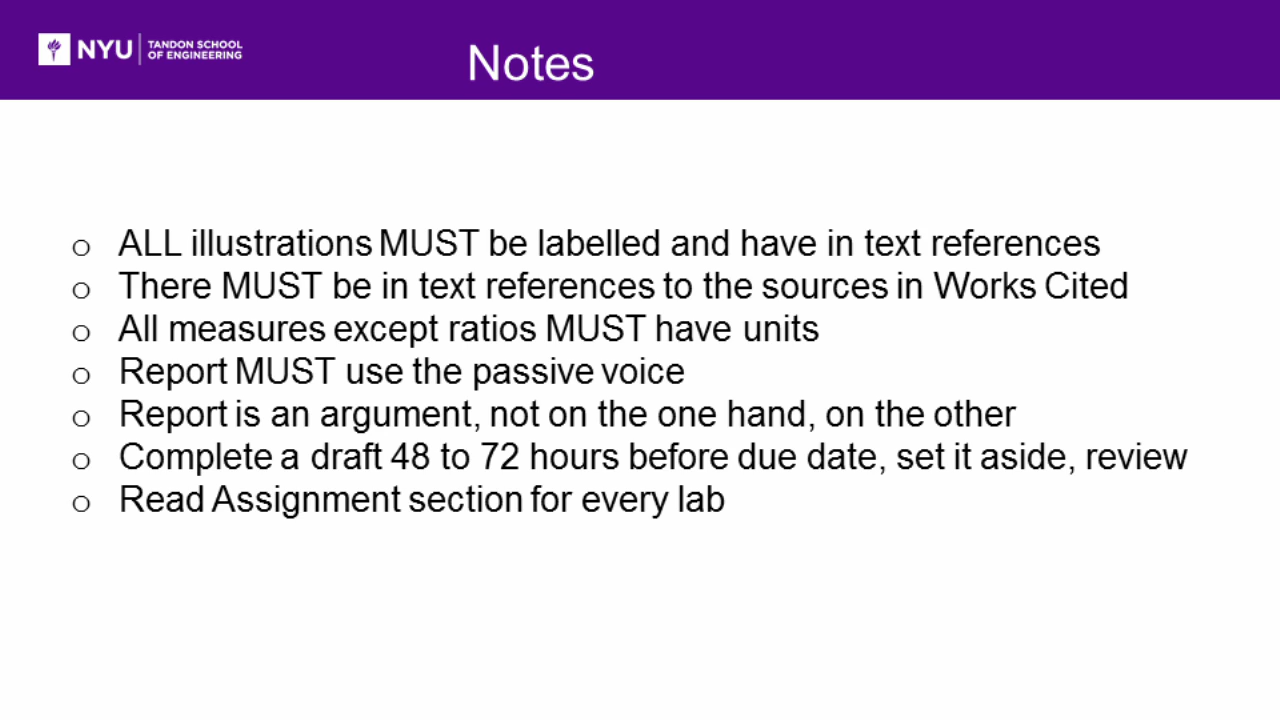 NYU
TANDON SCHOOL
OF ENGINEERING
Notes
o ALL illustrations MUST be labelled and have in text references
o There MUST be in text references to the sources in Works Cited
o All measures except ratios MUST have units
o Report MUST use the passive voice
o Report is an argument, not on the one hand, on the other
o Complete a draft 48 to 72 hours before due date, set it aside, review
o Read Assignment section for every lab